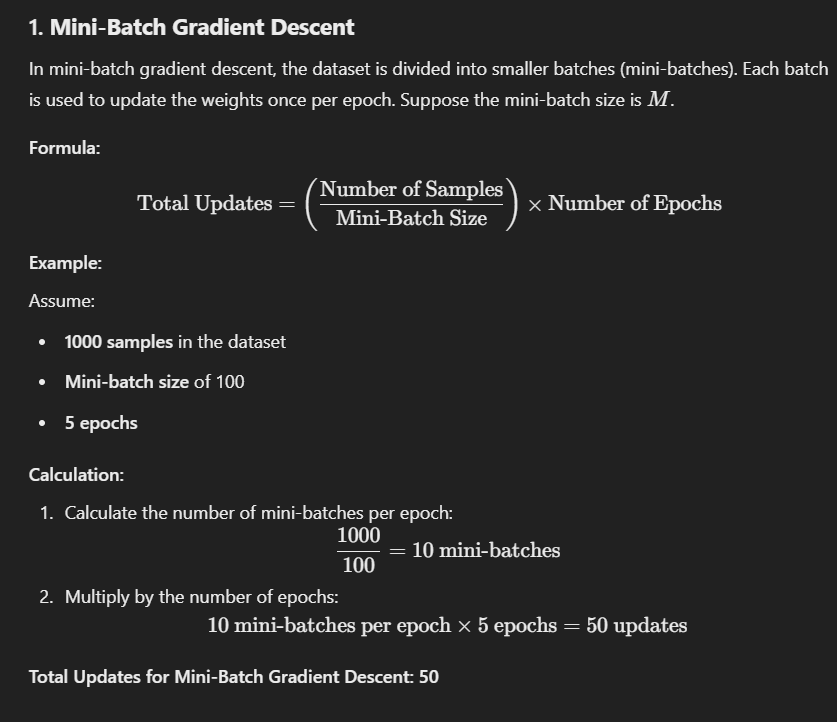 1. Mini-Batch Gradient Descent
In mini-batch gradient descent, the dataset is divided into smaller batches (mini-batches). Each batch
is used to update the weights once per epoch. Suppose the mini-batch size is M.
Formula:
Total Updates = (Number of Samples / Mini-Batch Size) × Number of Epochs
Example:
Assume:
• 1000 samples in the dataset
• Mini-batch size of 100
• 5 epochs
Calculation:
1. Calculate the number of mini-batches per epoch:
1000 / 100 = 10 mini-batches
2. Multiply by the number of epochs:
10 mini-batches per epoch × 5 epochs = 50 updates
Total Updates for Mini-Batch Gradient Descent: 50